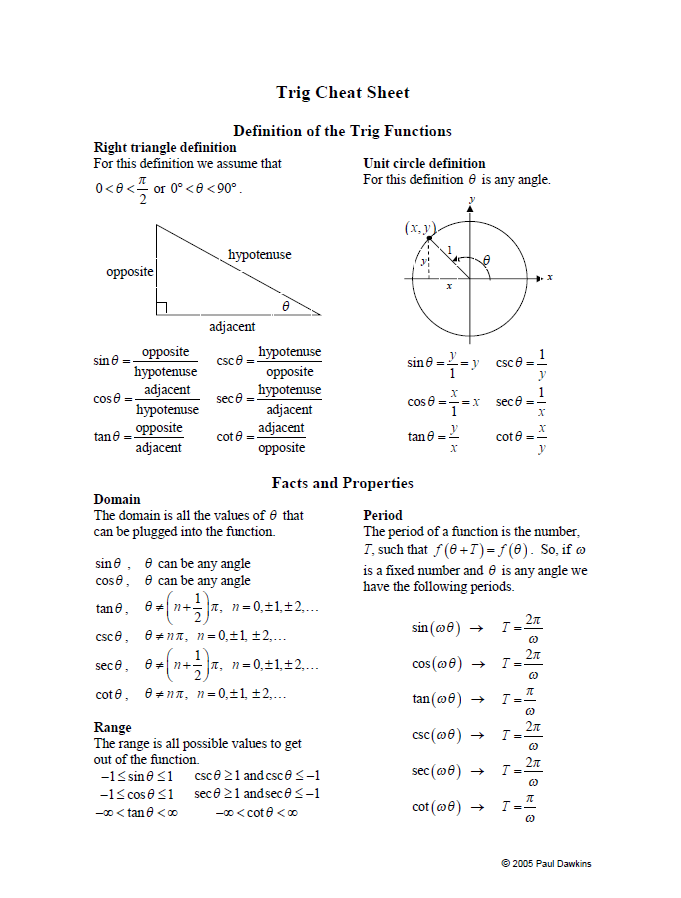 Trig Cheat Sheet
Definition of the Trig Functions
Right triangle definition
For this definition we assume that
0 < θ < π/2 or 0° < θ < 90° .
opposite
hypotenuse
θ
adjacent
sin θ = opposite/hypotenuse    csc θ = hypotenuse/opposite
cos θ = adjacent/hypotenuse    sec θ = hypotenuse/adjacent
tan θ = opposite/adjacent    cot θ = adjacent/opposite
Unit circle definition
For this definition θ is any angle.
y
(x, y)
1
θ
y
x
x
sin θ = y/1 = y    csc θ = 1/y
cos θ = x/1 = x    sec θ = 1/x
tan θ = y/x    cot θ = x/y
Facts and Properties
Domain
The domain is all the values of θ that
can be plugged into the function.
sin θ , θ can be any angle
cos θ , θ can be any angle
tan θ , θ ≠ (n + 1/2)π, n = 0, ±1, ±2, …
csc θ , θ ≠ nπ, n = 0, ±1, ±2, …
sec θ , θ ≠ (n + 1/2)π, n = 0, ±1, ±2, …
cot θ , θ ≠ nπ, n = 0, ±1, ±2, …
Range
The range is all possible values to get
out of the function.
−1 ≤ sin θ ≤ 1    csc θ ≥ 1 and csc θ ≤ −1
−1 ≤ cos θ ≤ 1    sec θ ≥ 1 and sec θ ≤ −1
−∞ < tan θ < ∞    −∞ < cot θ < ∞
Period
The period of a function is the number,
T, such that f(θ + T) = f(θ). So, if ω
is a fixed number and θ is any angle we
have the following periods.
sin(ωθ) → T = 2π/ω
cos(ωθ) → T = 2π/ω
tan(ωθ) → T = π/ω
csc(ωθ) → T = 2π/ω
sec(ωθ) → T = 2π/ω
cot(ωθ) → T = π/ω
© 2005 Paul Dawkins